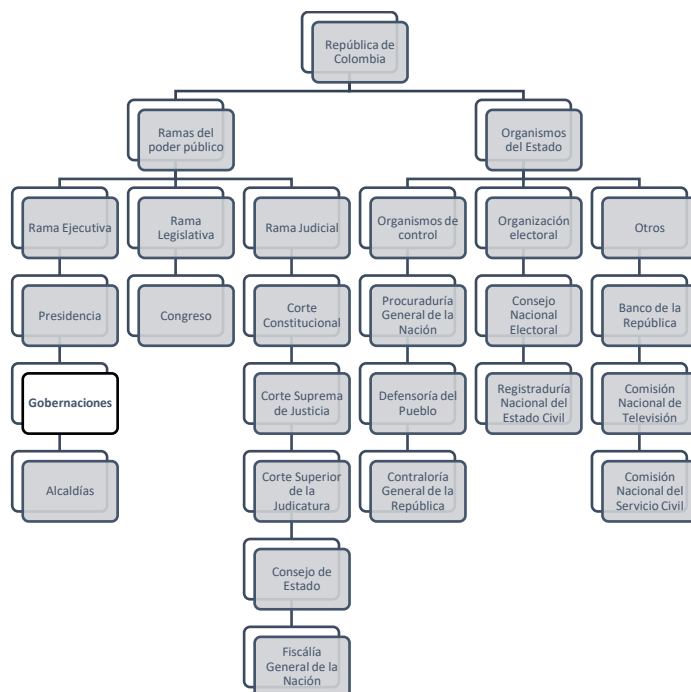 República de
Colombia
Ramas del
poder público
Organismos
del Estado
Rama Ejecutiva
Rama
Legislativa
Rama Judicial
Organismos de
control
Organización
electoral
Otros
Presidencia
Congreso
Corte
Constitucional
Procuraduría
General de la
Nación
Consejo
Nacional
Electoral
Banco de la
República
Gobernaciones
Corte Suprema
de Justicia
Defensoría del
Pueblo
Registraduría
Nacional del
Estado Civil
Comisión
Nacional de
Televisión
Alcaldías
Corte Superior
de la
Judicatura
Contraloría
General de la
República
Comisión
Nacional del
Servicio Civil
Consejo de
Estado
Fiscálía
General de la
Nación